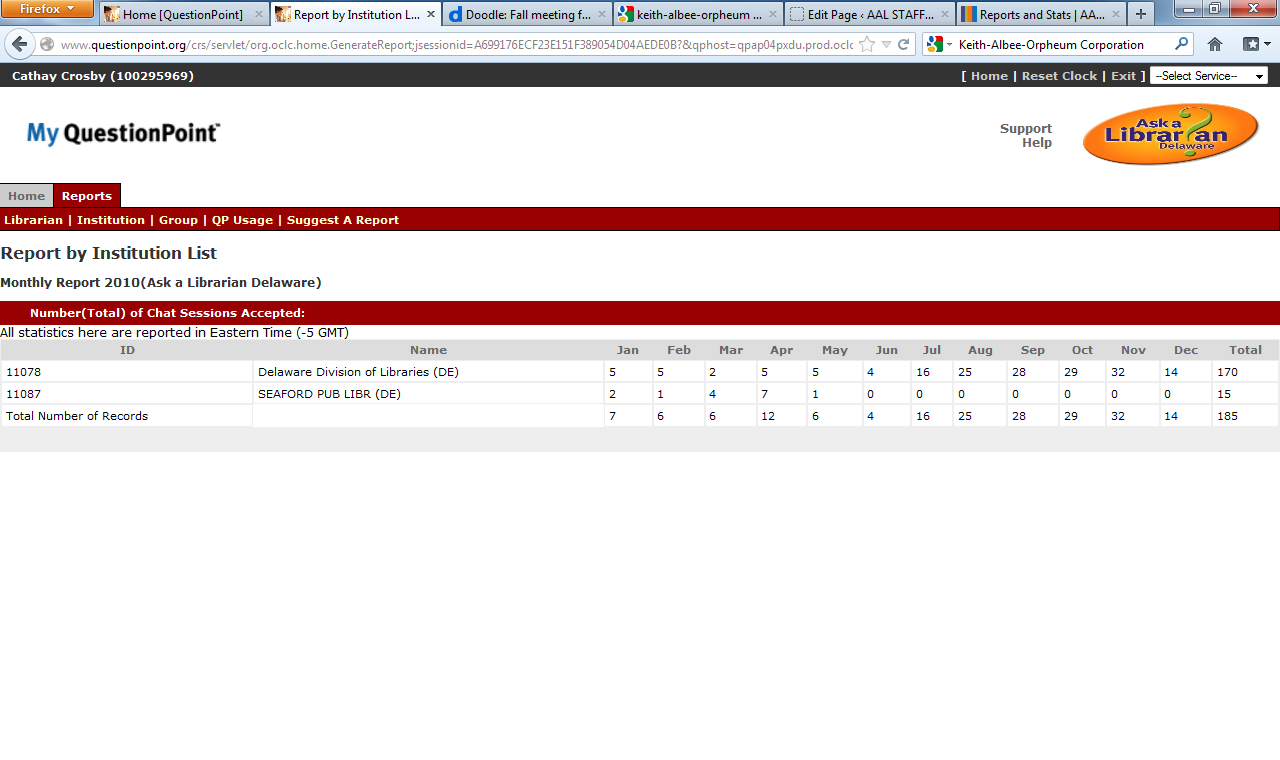 Firefox
Home [QuestionPoint]
Report by Institution L...
Doodle: Fall meeting f...
keith-albee-orpheum ...
Edit Page ‹ AAL STAFF...
Reports and Stats | AA...
www.questionpoint.org/crs/servlet/org.oclc.home.GenerateReport;jsessionid=A699176ECF23E151F389054D04AEDE0B?&qphost=qpap04pxdu.prod.oclc
Keith-Albee-Orpheum Corporation
Cathay Crosby (100295969)
[ Home | Reset Clock | Exit ] --Select Service--
My QuestionPoint™
Support
Help
Ask a
Librar?an
Delaware
Home Reports
Librarian | Institution | Group | QP Usage | Suggest A Report
Report by Institution List
Monthly Report 2010(Ask a Librarian Delaware)
Number(Total) of Chat Sessions Accepted:
All statistics here are reported in Eastern Time (-5 GMT)
ID Name Jan Feb Mar Apr May Jun Jul Aug Sep Oct Nov Dec Total
11078 Delaware Division of Libraries (DE) 5 5 2 5 5 4 16 25 28 29 32 14 170
11087 SEAFORD PUB LIBR (DE) 2 1 4 7 1 0 0 0 0 0 0 0 15
Total Number of Records 7 6 6 12 6 4 16 25 28 29 32 14 185